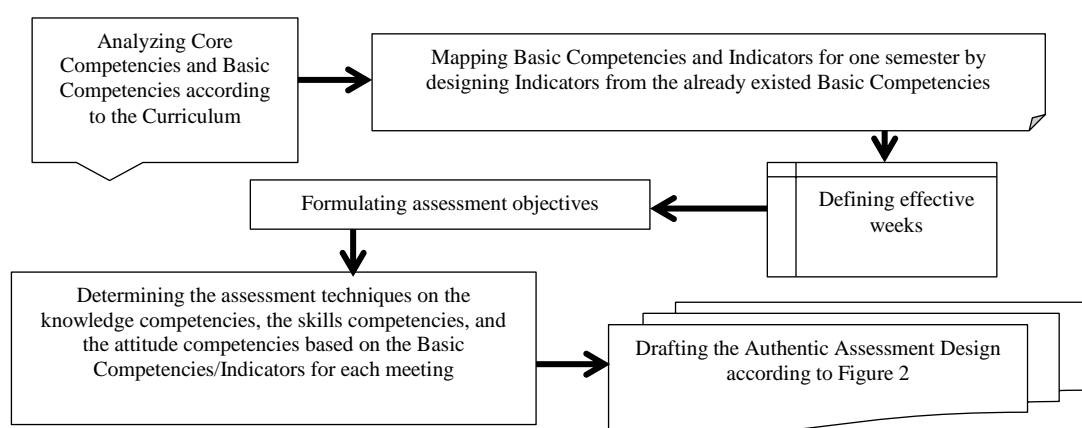 Analyzing Core
Competencies and Basic
Competencies according
to the Curriculum
Mapping Basic Competencies and Indicators for one semester by
designing Indicators from the already existed Basic Competencies
Defining effective
weeks
Formulating assessment objectives
Determining the assessment techniques on the
knowledge competencies, the skills competencies, and
the attitude competencies based on the Basic
Competencies/Indicators for each meeting
Drafting the Authentic Assessment Design
according to Figure 2